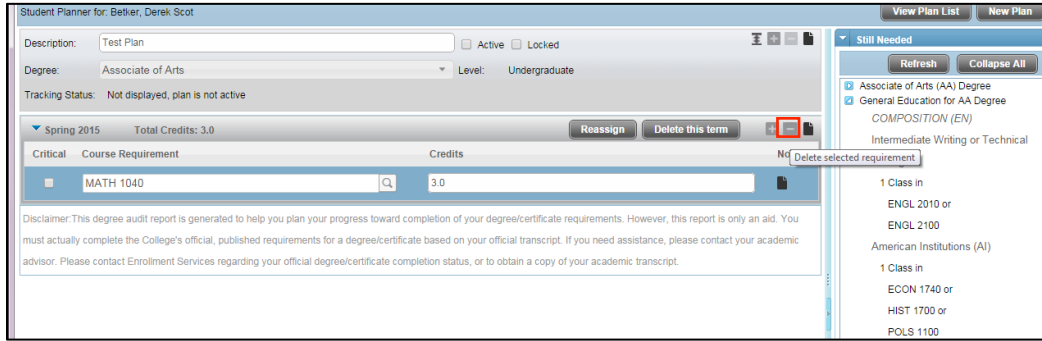 Student Planner for: Betker, Derek Scot
View Plan List
New Plan
Description:
Test Plan
Active
Locked
Degree:
Associate of Arts
Level:
Undergraduate
Tracking Status: Not displayed, plan is not active
Spring 2015
Total Credits: 3.0
Reassign
Delete this term
Critical
Course Requirement
Credits
Delete selected requirement
MATH 1040
3.0
Disclaimer:This degree audit report is generated to help you plan your progress toward completion of your degree/certificate requirements. However, this report is only an aid. You
must actually complete the College's official, published requirements for a degree/certificate based on your official transcript. If you need assistance, please contact your academic
advisor. Please contact Enrollment Services regarding your official degree/certificate completion status, or to obtain a copy of your academic transcript.
Still Needed
Refresh
Collapse All
Associate of Arts (AA) Degree
General Education for AA Degree
COMPOSITION (EN)
Intermediate Writing or Technical
1 Class in
ENGL 2010 or
ENGL 2100
American Institutions (AI)
1 Class in
ECON 1740 or
HIST 1700 or
POLS 1100